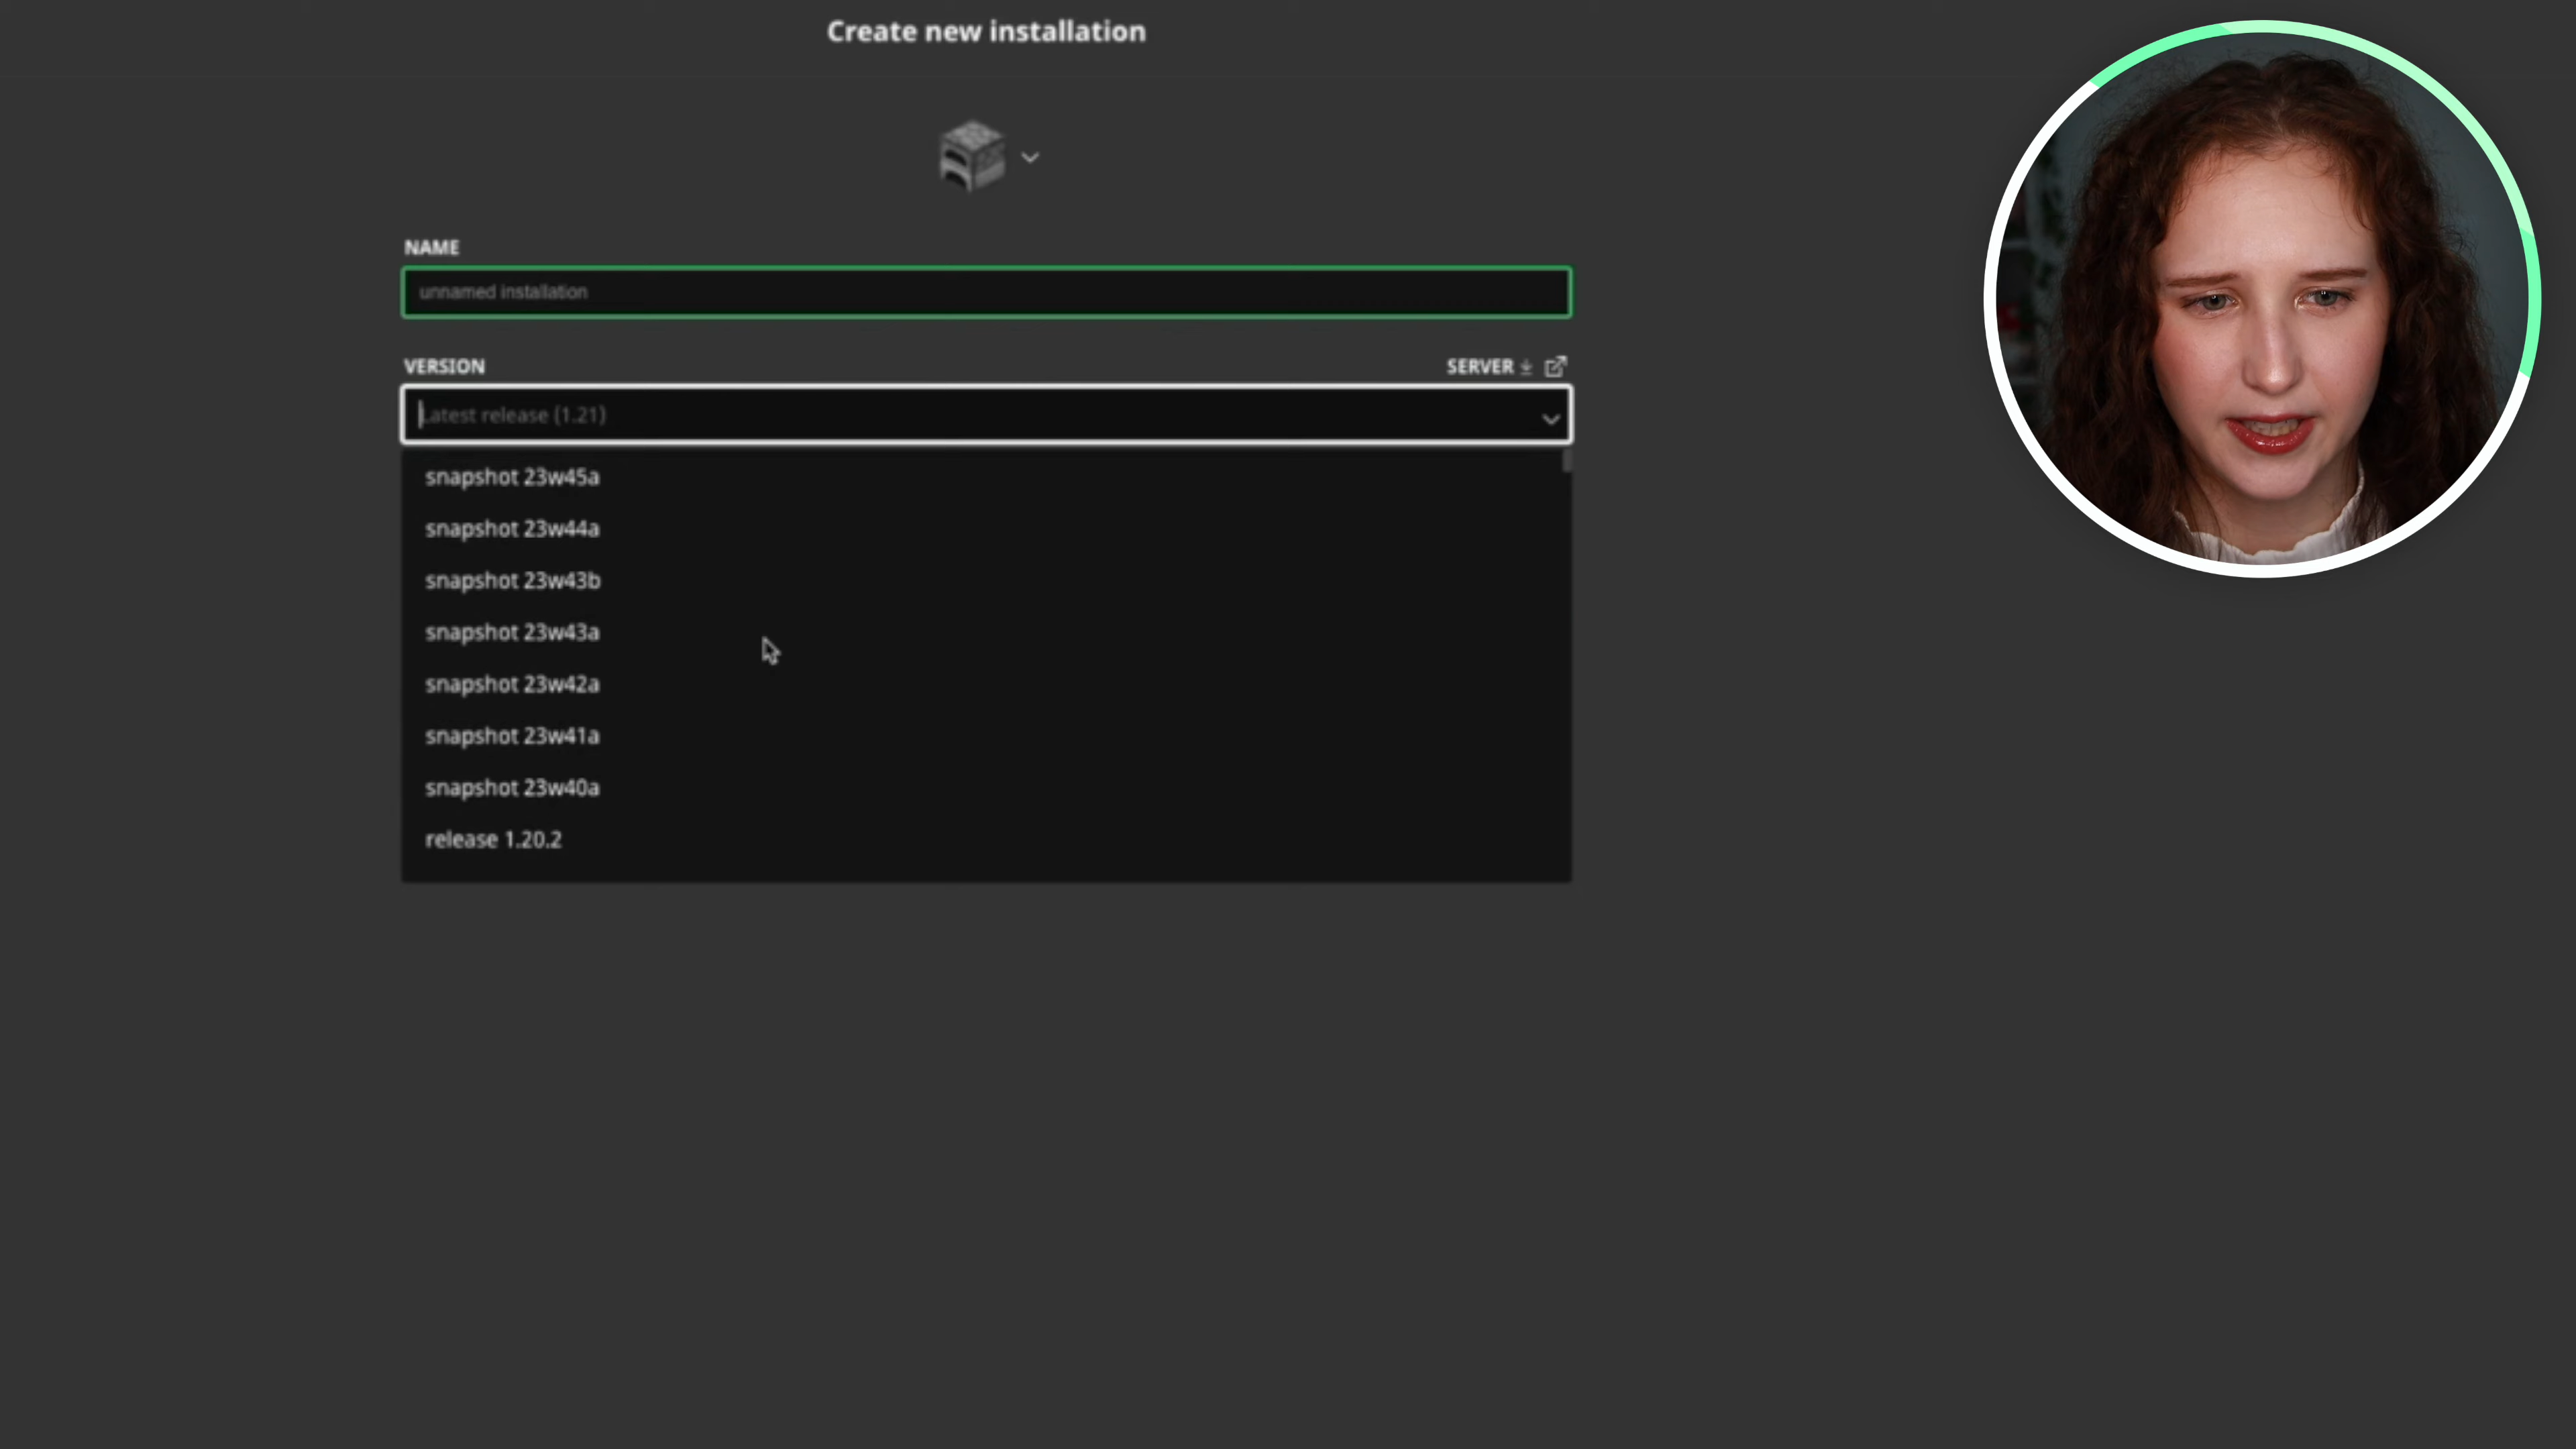 Create new installation
NAME
unnamed installation
VERSION
SERVER
Latest release (1.21)
snapshot 23w45a
snapshot 23w44a
snapshot 23w43b
snapshot 23w43a
snapshot 23w42a
snapshot 23w41a
snapshot 23w40a
release 1.20.2